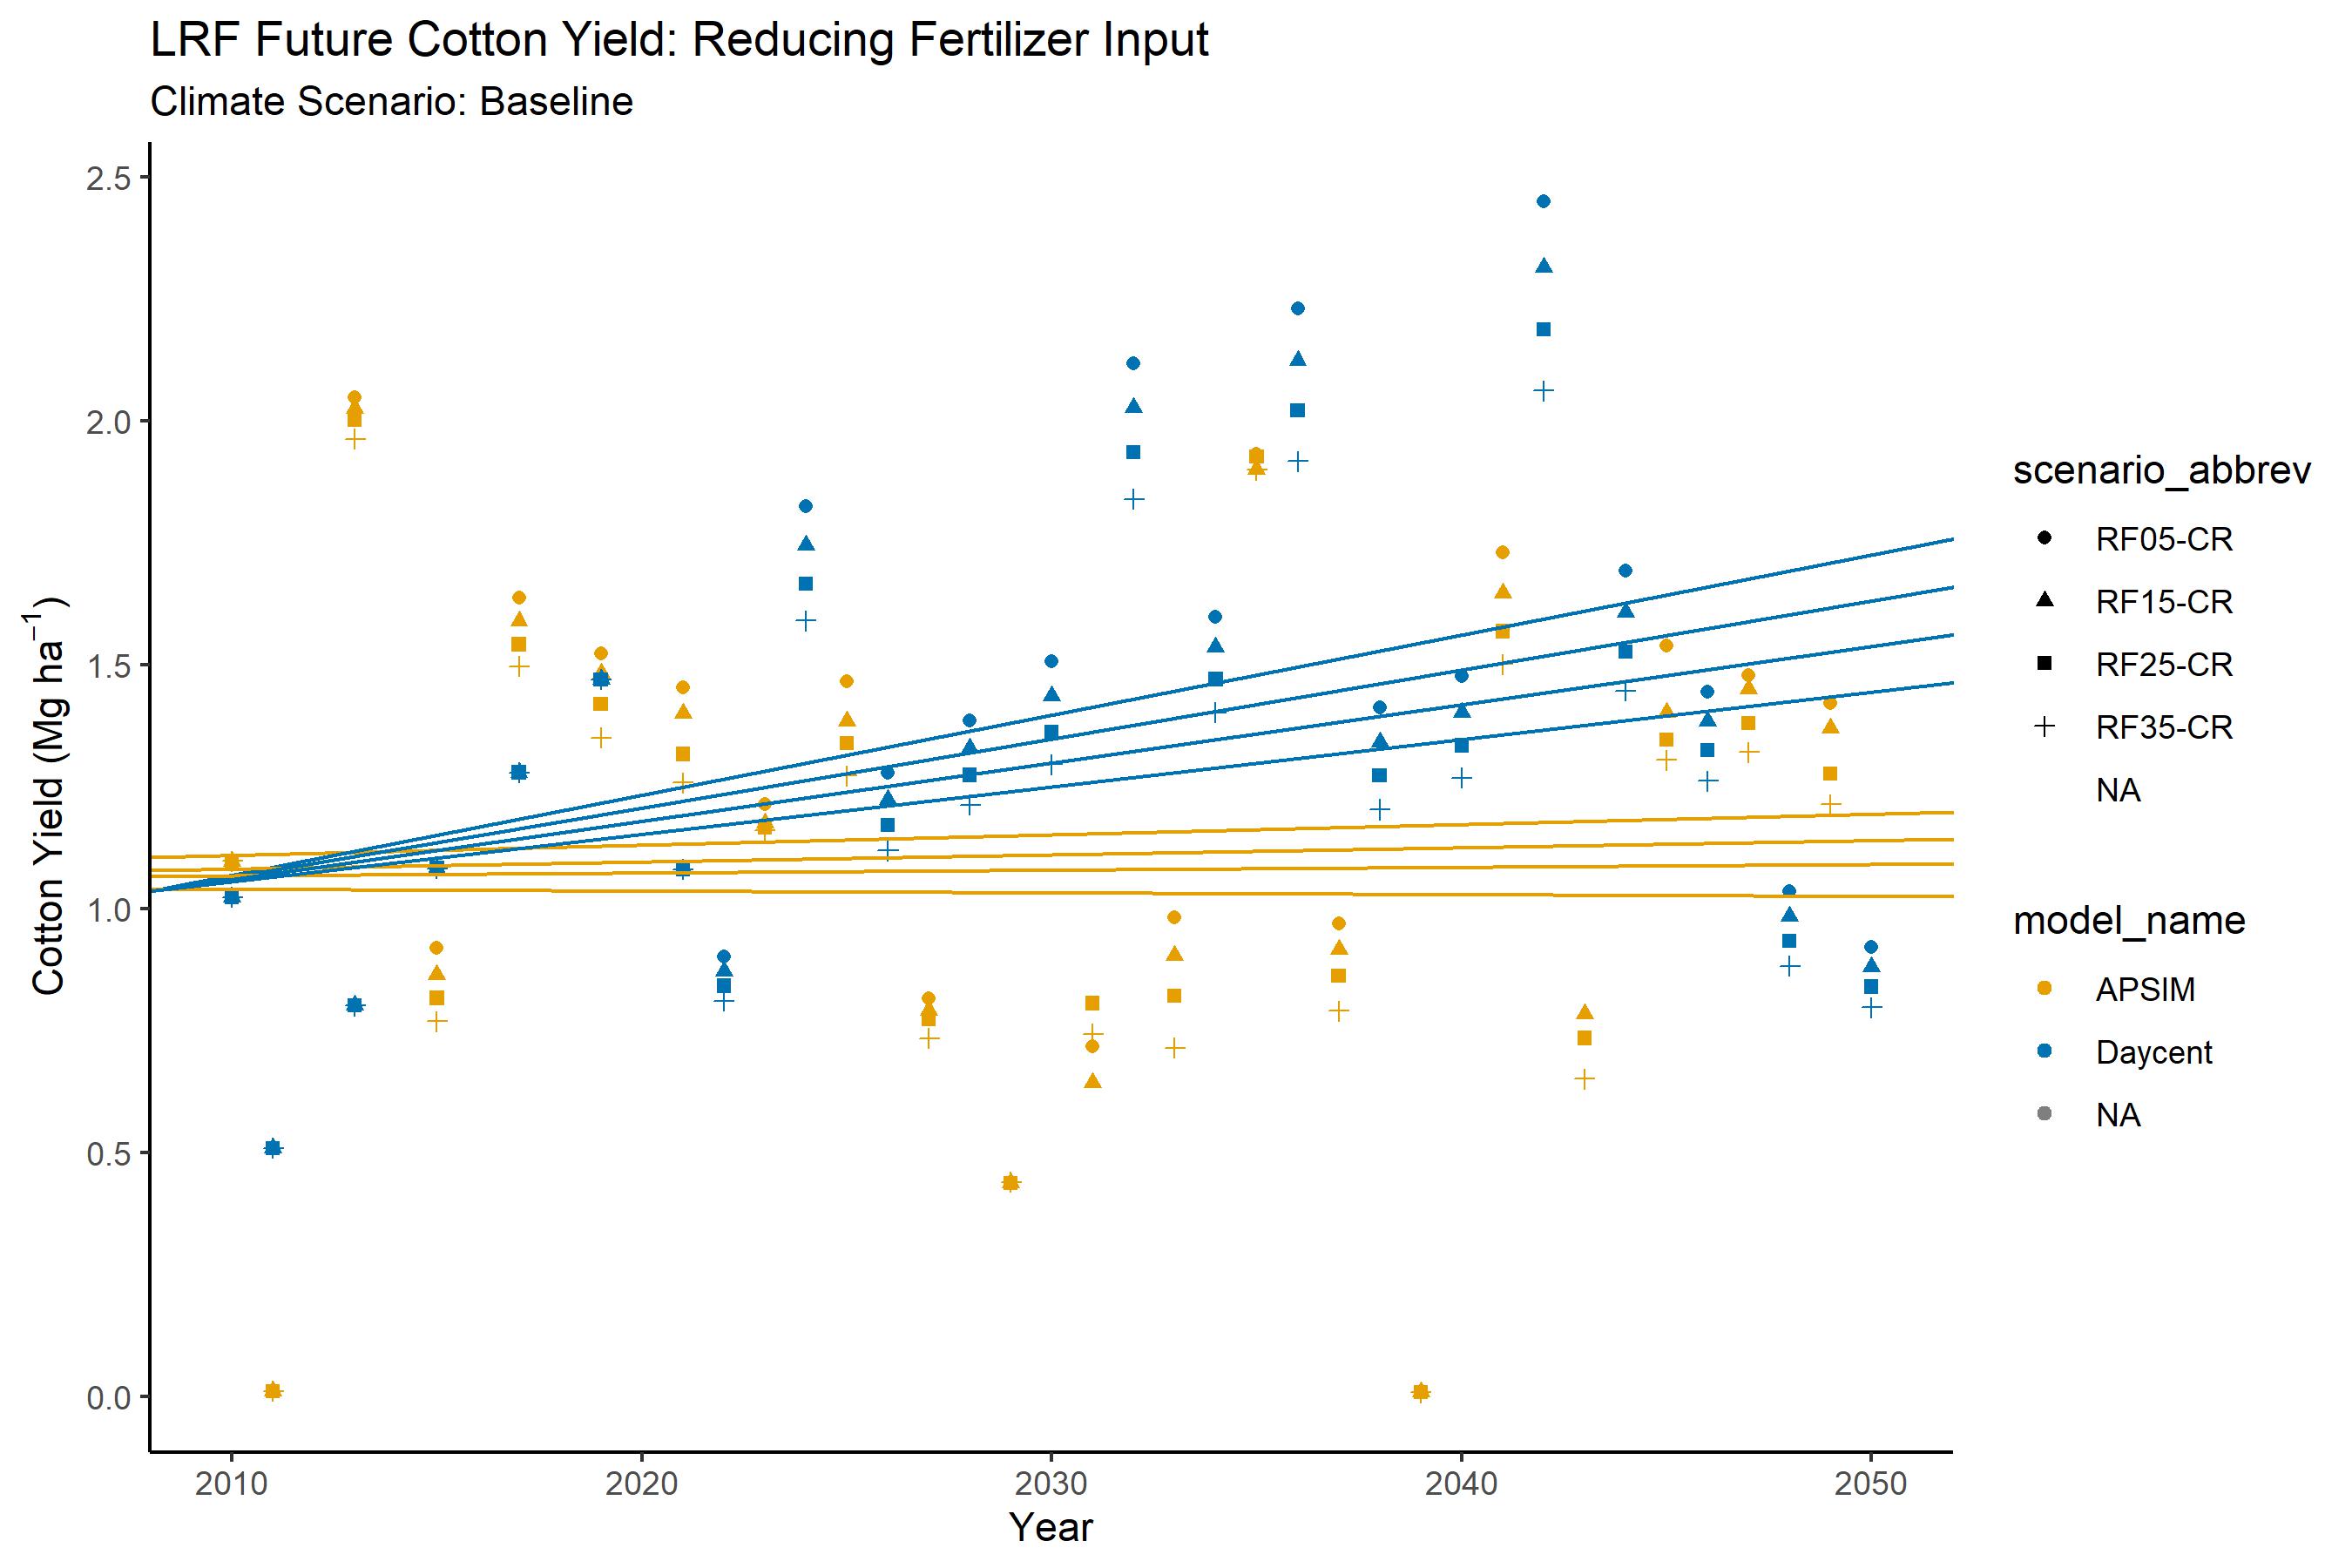 LRF Future Cotton Yield: Reducing Fertilizer Input
Climate Scenario: Baseline
Cotton Yield (Mg ha⁻¹)
2.5
2.0
1.5
1.0
0.5
0.0
2010 2020 2030 2040 2050
Year
scenario_abbrev
RF05-CR
RF15-CR
RF25-CR
RF35-CR
NA
model_name
APSIM
Daycent
NA